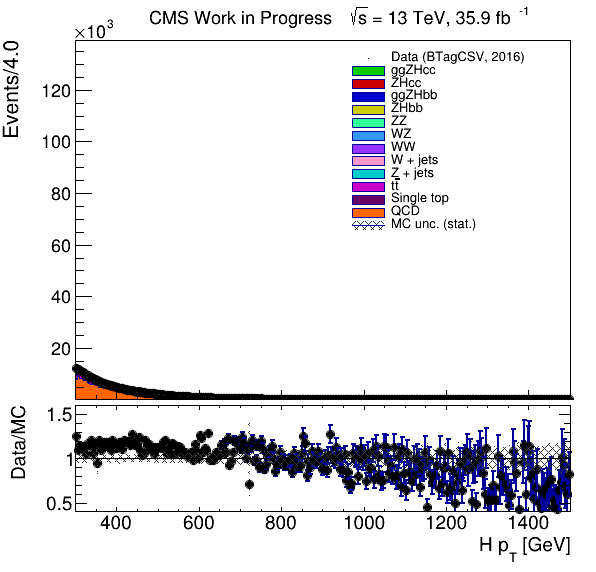 CMS Work in Progress √s = 13 TeV, 35.9 fb⁻¹
×10³
Events/4.0
120
100
80
60
40
20
Data (BTagCSV, 2016)
ggZHcc
ZHcc
ggZHbb
ZHbb
ZZ
WZ
WW
W + jets
Z + jets
tt̅
Single top
QCD
MC unc. (stat.)
Data/MC
1.5
1
0.5
400 600 800 1000 1200 1400
H p_T [GeV]